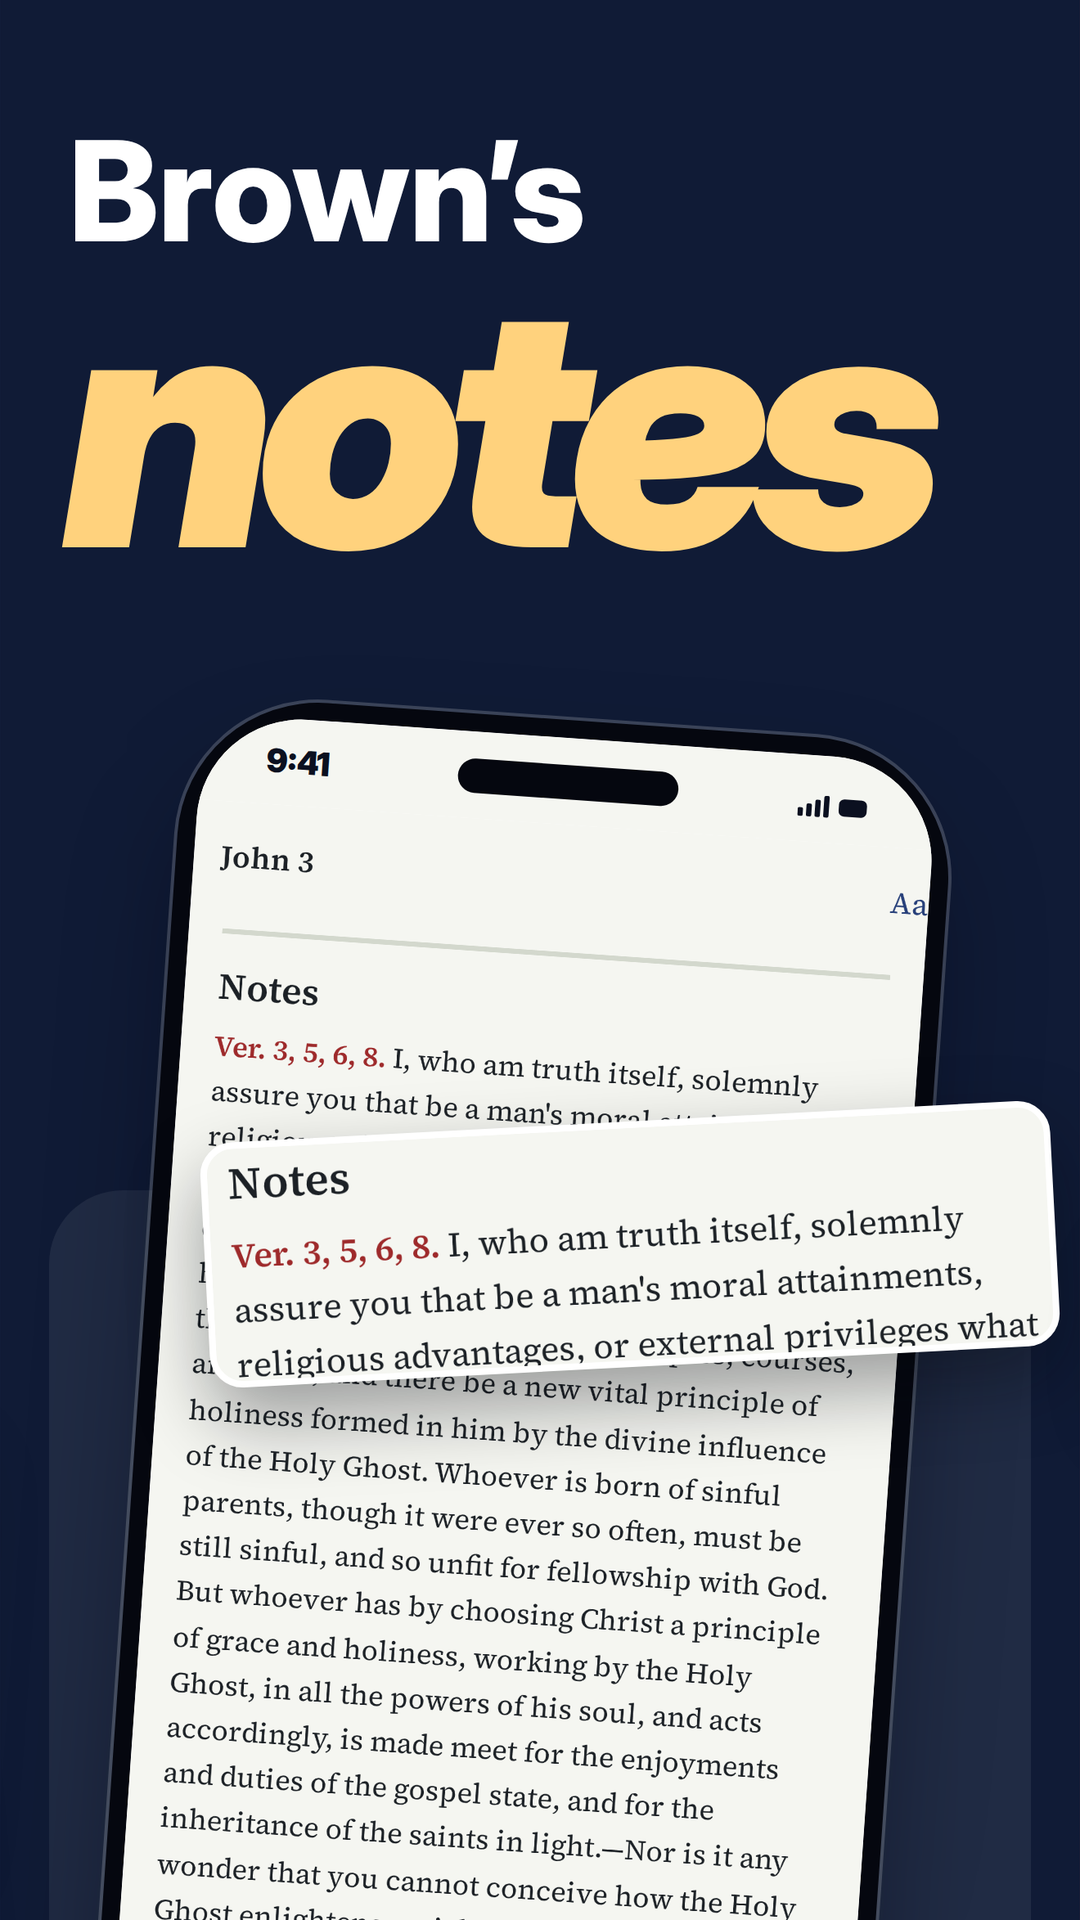 Brown's
notes
9:41
John 3
Aa
Notes
Ver. 3, 5, 6, 8. I, who am truth itself, solemnly
assure you that be a man's moral
Notes
Ver. 3, 5, 6, 8. I, who am truth itself, solemnly
assure you that be a man's moral attainments,
religious advantages, or external privileges what
courses,
there be a new vital principle of
holiness formed in him by the divine influence
of the Holy Ghost. Whoever is born of sinful
parents, though it were ever so often, must be
still sinful, and so unfit for fellowship with God.
But whoever has by choosing Christ a principle
of grace and holiness, working by the Holy
Ghost, in all the powers of his soul, and acts
accordingly, is made meet for the enjoyments
and duties of the gospel state, and for the
inheritance of the saints in light.—Nor is it any
wonder that you cannot conceive how the Holy
Ghost